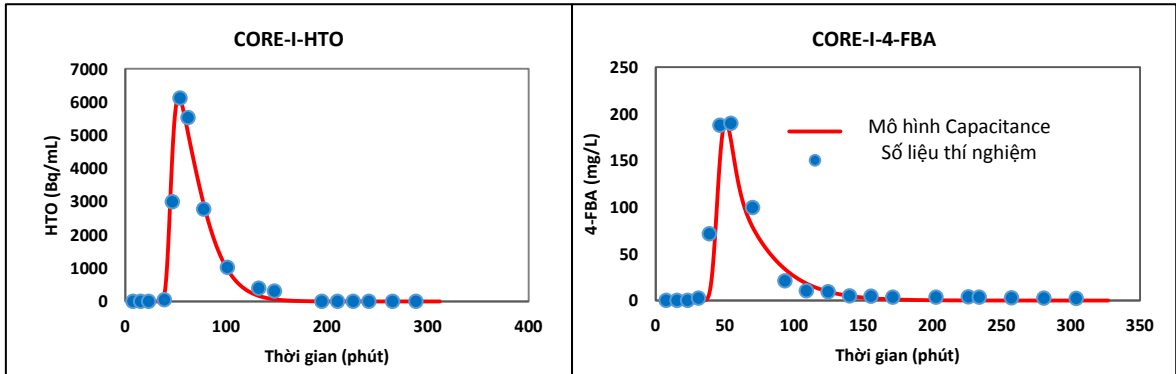 CORE-I-HTO
7000
6000
5000
4000
3000
2000
1000
0
HTO (Bq/mL)
0 100 200 300 400
Thời gian (phút)
CORE-I-4-FBA
250
200
150
100
50
0
4-FBA (mg/L)
Mô hình Capacitance
Số liệu thí nghiệm
0 50 100 150 200 250 300 350
Thời gian (phút)